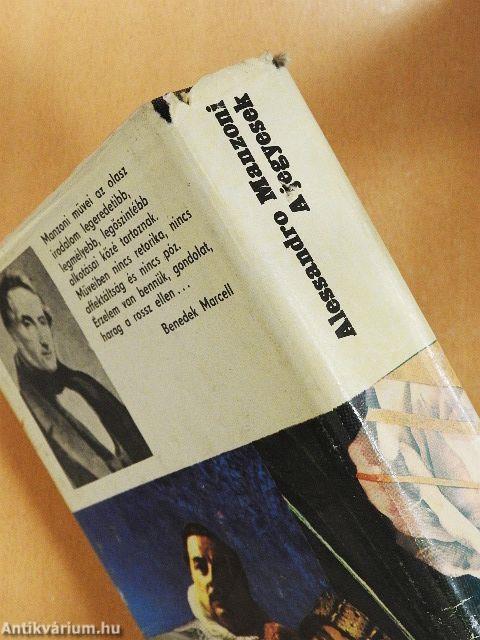 Manzoni művei az olasz
irodalom legeredetibb,
legmélyebb, legőszintébb
alkotásai közé tartoznak.
Műveiben nincs retorika, nincs
affektáltság és nincs póz.
Érzelem van bennük, gondolat,
harag a rossz ellen...
Benedek Marcell
Alessandro Manzoni
A jegyesek
Antikvárium.hu